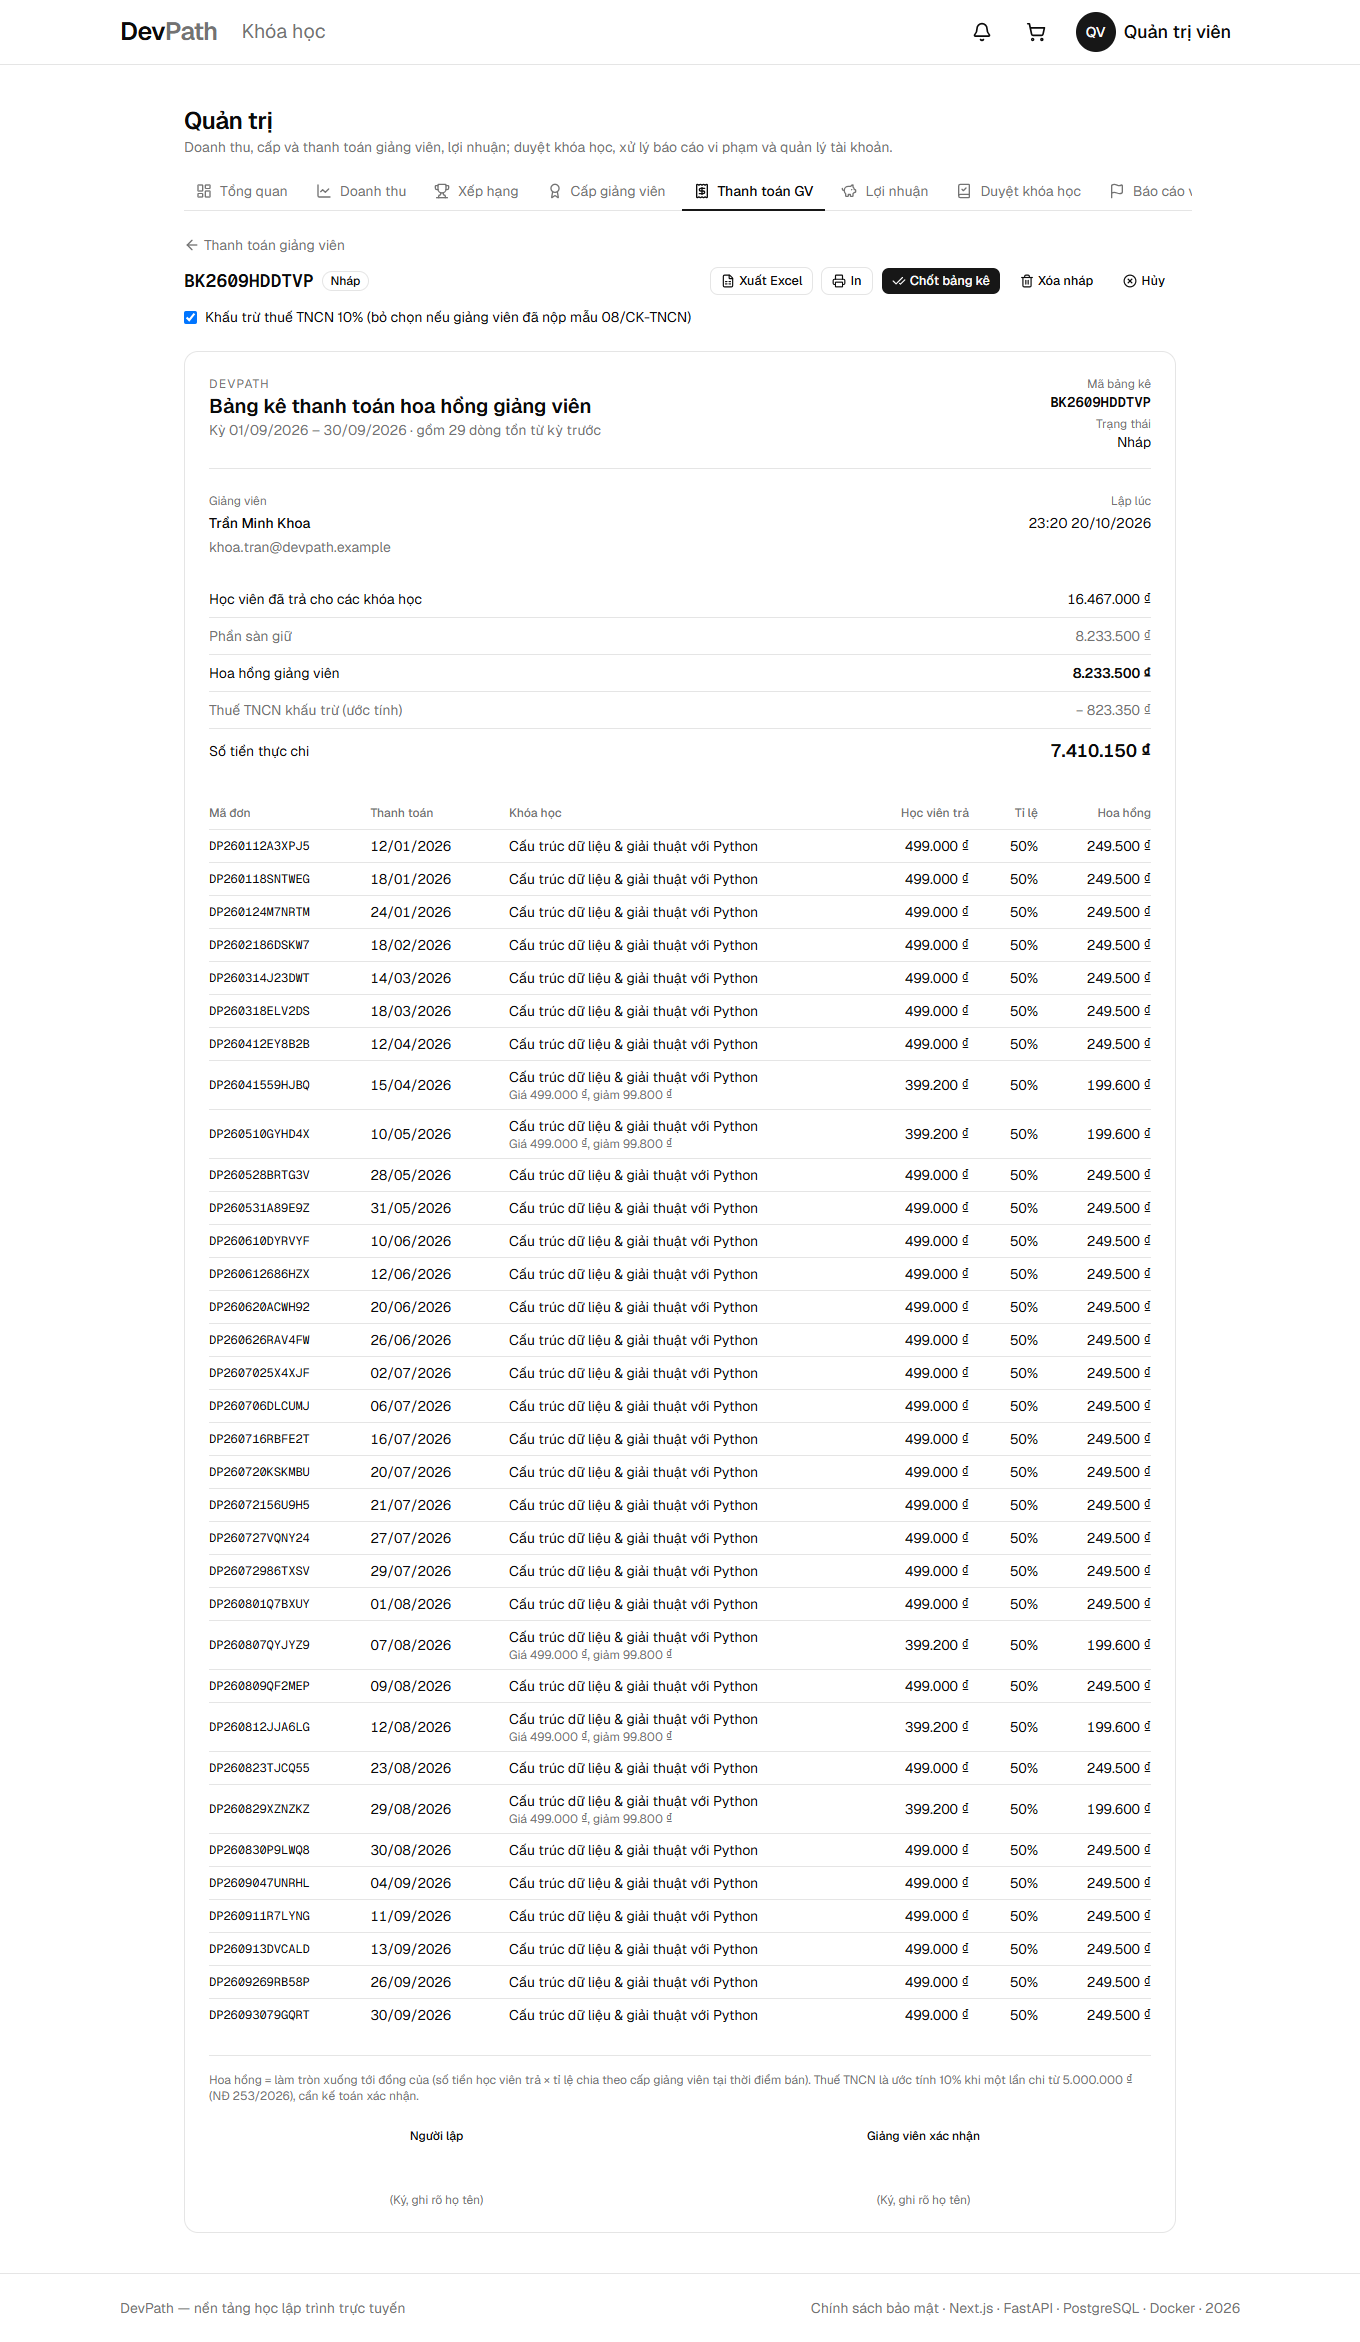 DevPath Khóa học QV Quản trị viên
Quản trị
Doanh thu, cấp và thanh toán giảng viên, lợi nhuận; duyệt khóa học, xử lý báo cáo vi phạm và quản lý tài khoản.
Tổng quan Doanh thu Xếp hạng Cấp giảng viên Thanh toán GV Lợi nhuận Duyệt khóa học Báo cáo v
Thanh toán giảng viên
BK2609HDDTVP Nháp Xuất Excel In Chốt bảng kê Xóa nháp Hủy
Khấu trừ thuế TNCN 10% (bỏ chọn nếu giảng viên đã nộp mẫu 08/CK-TNCN)
DEVPATH Mã bảng kê
Bảng kê thanh toán hoa hồng giảng viên BK2609HDDTVP
Kỳ 01/09/2026 – 30/09/2026 · gồm 29 dòng tồn từ kỳ trước Trạng thái
Nháp
Giảng viên Lập lúc
Trần Minh Khoa 23:20 20/10/2026
khoa.tran@devpath.example
Học viên đã trả cho các khóa học 16.467.000 ₫
Phần sàn giữ 8.233.500 ₫
Hoa hồng giảng viên 8.233.500 ₫
Thuế TNCN khấu trừ (ước tính) – 823.350 ₫
Số tiền thực chi 7.410.150 ₫
Mã đơn Thanh toán Khóa học Học viên trả Tỉ lệ Hoa hồng
DP260112A3XPJ5 12/01/2026 Cấu trúc dữ liệu & giải thuật với Python 499.000 ₫ 50% 249.500 ₫
DP260118SNTWEG 18/01/2026 Cấu trúc dữ liệu & giải thuật với Python 499.000 ₫ 50% 249.500 ₫
DP260124M7NRTM 24/01/2026 Cấu trúc dữ liệu & giải thuật với Python 499.000 ₫ 50% 249.500 ₫
DP2602186DSKW7 18/02/2026 Cấu trúc dữ liệu & giải thuật với Python 499.000 ₫ 50% 249.500 ₫
DP260314J23DWT 14/03/2026 Cấu trúc dữ liệu & giải thuật với Python 499.000 ₫ 50% 249.500 ₫
DP260318ELV2DS 18/03/2026 Cấu trúc dữ liệu & giải thuật với Python 499.000 ₫ 50% 249.500 ₫
DP260412EY8B2B 12/04/2026 Cấu trúc dữ liệu & giải thuật với Python 499.000 ₫ 50% 249.500 ₫
DP26041559HJBQ 15/04/2026 Cấu trúc dữ liệu & giải thuật với Python 399.200 ₫ 50% 199.600 ₫
Giá 499.000 ₫, giảm 99.800 ₫
DP260510GYHD4X 10/05/2026 Cấu trúc dữ liệu & giải thuật với Python 399.200 ₫ 50% 199.600 ₫
Giá 499.000 ₫, giảm 99.800 ₫
DP260528BRTG3V 28/05/2026 Cấu trúc dữ liệu & giải thuật với Python 499.000 ₫ 50% 249.500 ₫
DP260531A89E9Z 31/05/2026 Cấu trúc dữ liệu & giải thuật với Python 499.000 ₫ 50% 249.500 ₫
DP260610DYRVYF 10/06/2026 Cấu trúc dữ liệu & giải thuật với Python 499.000 ₫ 50% 249.500 ₫
DP260612686HZX 12/06/2026 Cấu trúc dữ liệu & giải thuật với Python 499.000 ₫ 50% 249.500 ₫
DP260620ACWH92 20/06/2026 Cấu trúc dữ liệu & giải thuật với Python 499.000 ₫ 50% 249.500 ₫
DP260626RAV4FW 26/06/2026 Cấu trúc dữ liệu & giải thuật với Python 499.000 ₫ 50% 249.500 ₫
DP2607025X4XJF 02/07/2026 Cấu trúc dữ liệu & giải thuật với Python 499.000 ₫ 50% 249.500 ₫
DP260706DLCUMJ 06/07/2026 Cấu trúc dữ liệu & giải thuật với Python 499.000 ₫ 50% 249.500 ₫
DP260716RBFE2T 16/07/2026 Cấu trúc dữ liệu & giải thuật với Python 499.000 ₫ 50% 249.500 ₫
DP260720KSKMBU 20/07/2026 Cấu trúc dữ liệu & giải thuật với Python 499.000 ₫ 50% 249.500 ₫
DP26072156U9H5 21/07/2026 Cấu trúc dữ liệu & giải thuật với Python 499.000 ₫ 50% 249.500 ₫
DP260727VQNY24 27/07/2026 Cấu trúc dữ liệu & giải thuật với Python 499.000 ₫ 50% 249.500 ₫
DP26072986TXSV 29/07/2026 Cấu trúc dữ liệu & giải thuật với Python 499.000 ₫ 50% 249.500 ₫
DP260801Q7BXUY 01/08/2026 Cấu trúc dữ liệu & giải thuật với Python 499.000 ₫ 50% 249.500 ₫
DP260807QYJYZ9 07/08/2026 Cấu trúc dữ liệu & giải thuật với Python 399.200 ₫ 50% 199.600 ₫
Giá 499.000 ₫, giảm 99.800 ₫
DP260809QF2MEP 09/08/2026 Cấu trúc dữ liệu & giải thuật với Python 499.000 ₫ 50% 249.500 ₫
DP260812JJA6LG 12/08/2026 Cấu trúc dữ liệu & giải thuật với Python 399.200 ₫ 50% 199.600 ₫
Giá 499.000 ₫, giảm 99.800 ₫
DP260823TJCQ55 23/08/2026 Cấu trúc dữ liệu & giải thuật với Python 499.000 ₫ 50% 249.500 ₫
DP260829XZNZKZ 29/08/2026 Cấu trúc dữ liệu & giải thuật với Python 399.200 ₫ 50% 199.600 ₫
Giá 499.000 ₫, giảm 99.800 ₫
DP260830P9LWQ8 30/08/2026 Cấu trúc dữ liệu & giải thuật với Python 499.000 ₫ 50% 249.500 ₫
DP2609047UNRHL 04/09/2026 Cấu trúc dữ liệu & giải thuật với Python 499.000 ₫ 50% 249.500 ₫
DP260911R7LYNG 11/09/2026 Cấu trúc dữ liệu & giải thuật với Python 499.000 ₫ 50% 249.500 ₫
DP260913DVCALD 13/09/2026 Cấu trúc dữ liệu & giải thuật với Python 499.000 ₫ 50% 249.500 ₫
DP2609269RB58P 26/09/2026 Cấu trúc dữ liệu & giải thuật với Python 499.000 ₫ 50% 249.500 ₫
DP26093079GQRT 30/09/2026 Cấu trúc dữ liệu & giải thuật với Python 499.000 ₫ 50% 249.500 ₫
Hoa hồng = làm tròn xuống tới đồng của (số tiền học viên trả × tỉ lệ chia theo cấp giảng viên tại thời điểm bán). Thuế TNCN là ước tính 10% khi một lần chi từ 5.000.000 ₫
(NĐ 253/2026), cần kế toán xác nhận.
Người lập Giảng viên xác nhận
(Ký, ghi rõ họ tên) (Ký, ghi rõ họ tên)
DevPath — nền tảng học lập trình trực tuyến Chính sách bảo mật · Next.js · FastAPI · PostgreSQL · Docker · 2026